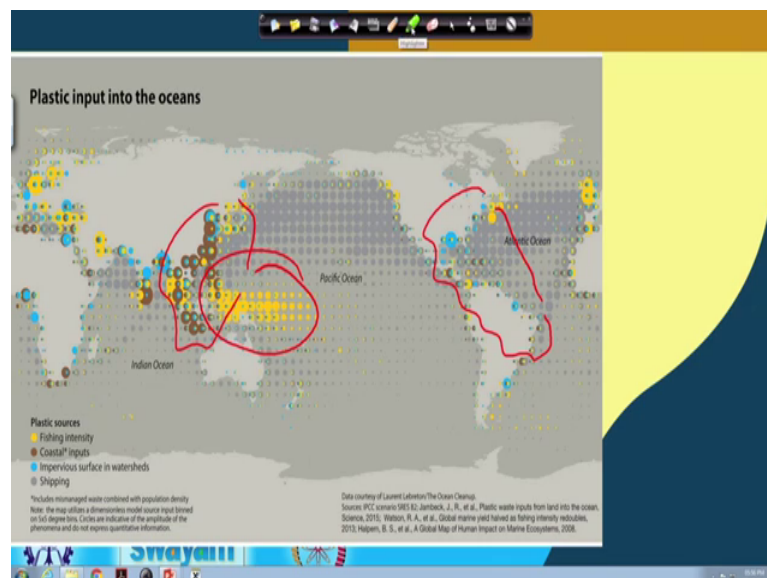 Highlighter
Plastic input into the oceans
Atlantic Ocean
Pacific Ocean
Indian Ocean
Plastic sources
Fishing intensity
Coastal* inputs
Impervious surface in watersheds
Shipping
*Includes mismanaged waste combined with population density
Note: the map utilizes a dimensionless model source input binned
on 5x5 degree bins. Circles are indicative of the amplitude of the
phenomena and do not express quantitative information.
Data courtesy of Laurent Lebreton/The Ocean Cleanup.
Sources: IPCC scenario SRES B2; Jambeck, J., R., et al., Plastic waste inputs from land into the ocean,
Science, 2015; Watson, R. A., et al., Global marine yield halved as fishing intensity redoubles,
2013; Halpern, B. S., et al., A Global Map of Human Impact on Marine Ecosystems, 2008.
swayam